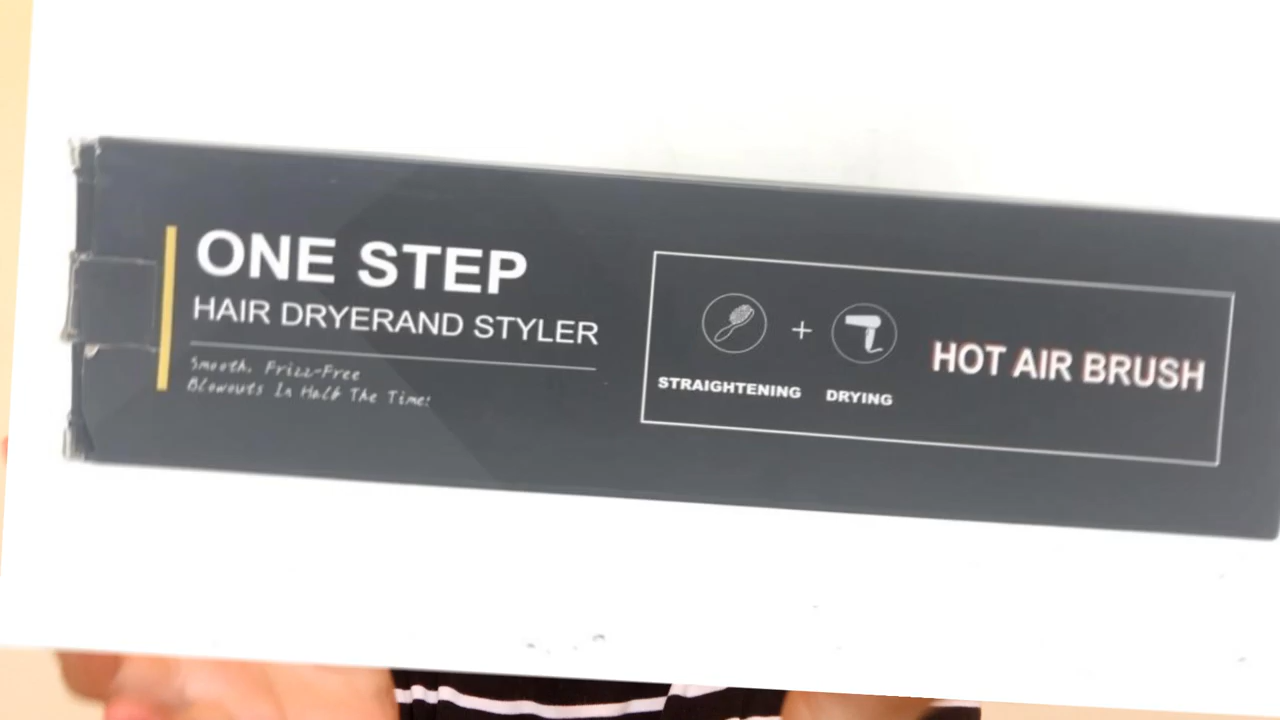 ONE STEP
HAIR DRYERAND STYLER
Smooth, Frizz-Free
Blowouts In Half The Time!
+
STRAIGHTENING DRYING
HOT AIR BRUSH